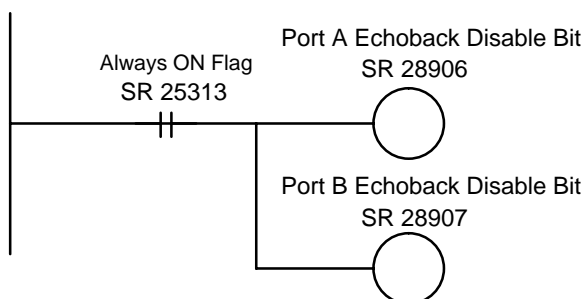 Port A Echoback Disable Bit
Always ON Flag
SR 28906
SR 25313
Port B Echoback Disable Bit
SR 28907